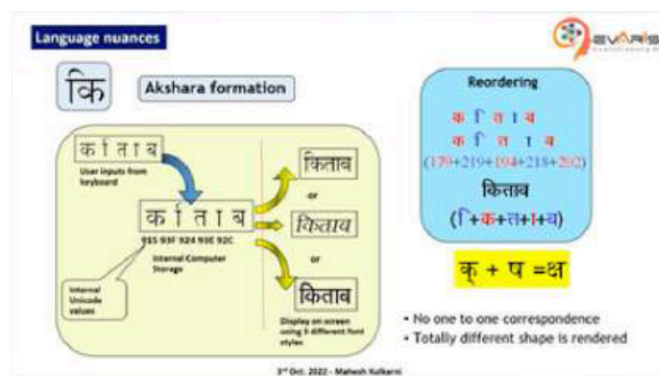 Language nuances
EVARIS
कि
Akshara formation
क ि त ा ब
User inputs from
keyboard
क ि त ा ब
915 93F 924 93E 92C
Internal Computer
Storage
Internal
Unicode
values
किताब
or
किताब
or
किताब
Display on screen
using 3 different font
styles
Reordering
क ि त ा ब
क ि त ा ब
(179+219+194+218+202)
किताब
(ि+क+त+ा+ब)
क् + ष =क्ष
• No one to one correspondence
• Totally different shape is rendered
3rd Oct. 2022 - Mahesh Kulkarni